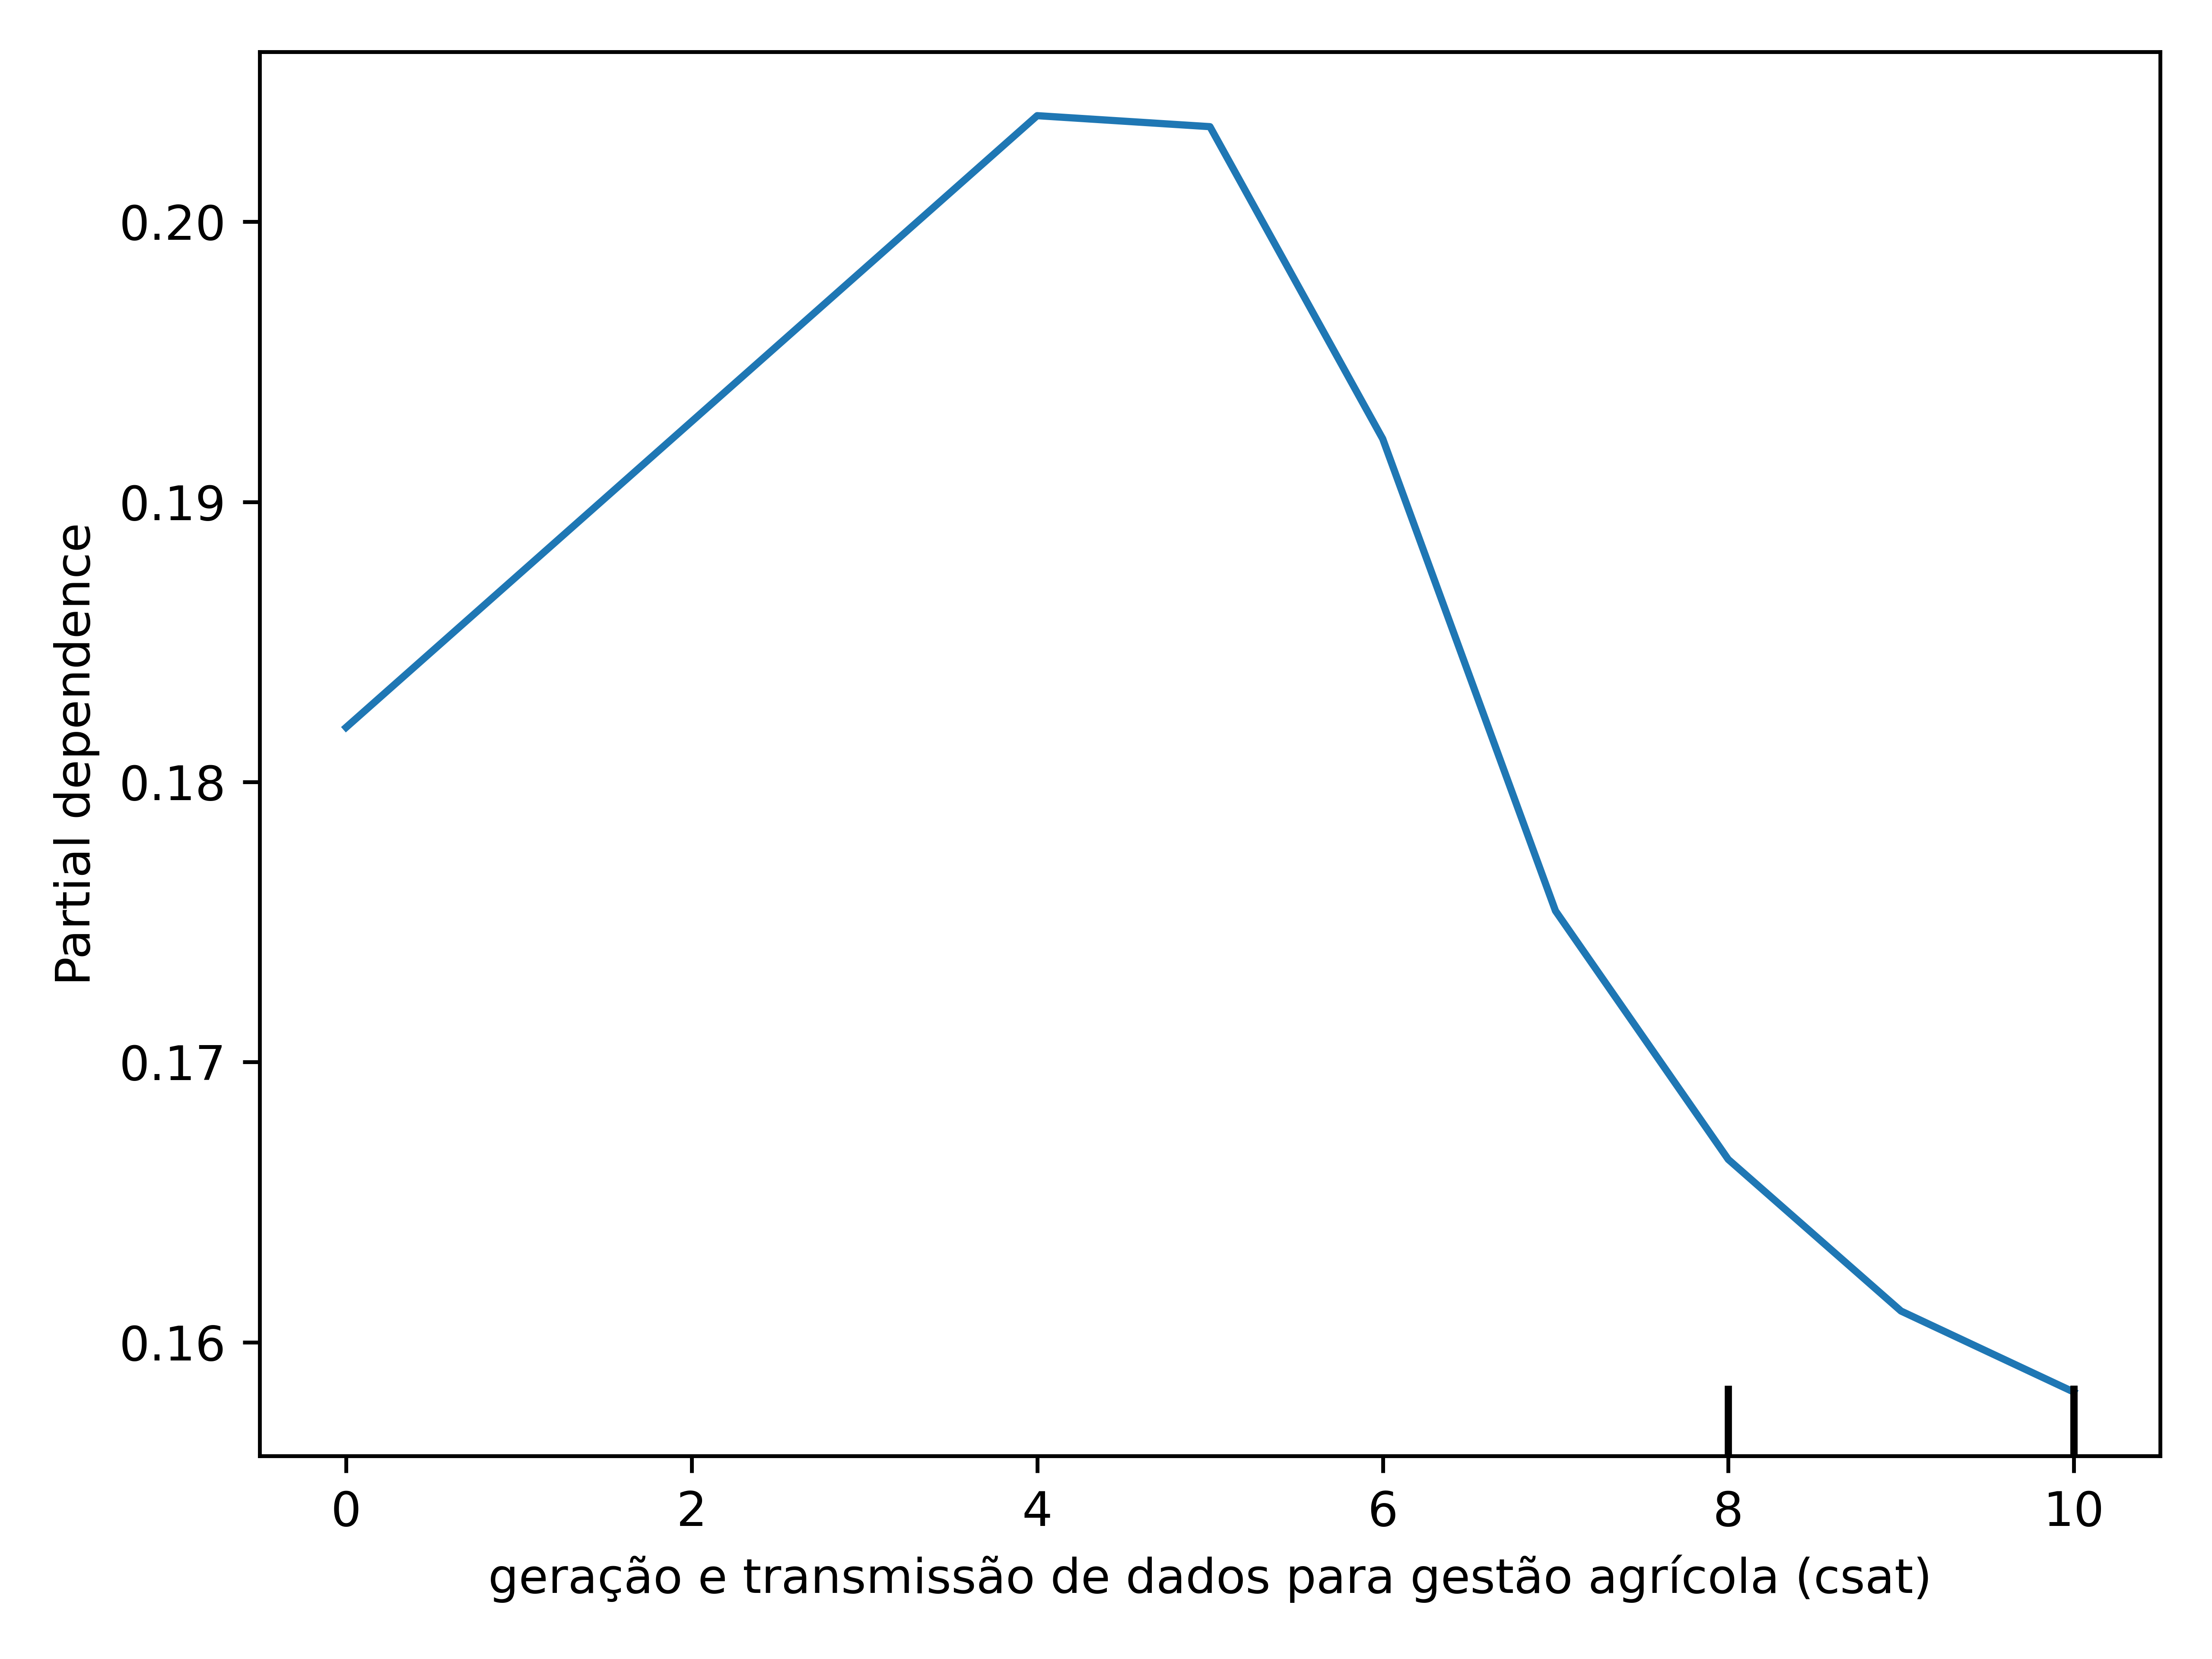 0.20
0.19
0.18
0.17
0.16
Partial dependence
0 2 4 6 8 10
geração e transmissão de dados para gestão agrícola (csat)